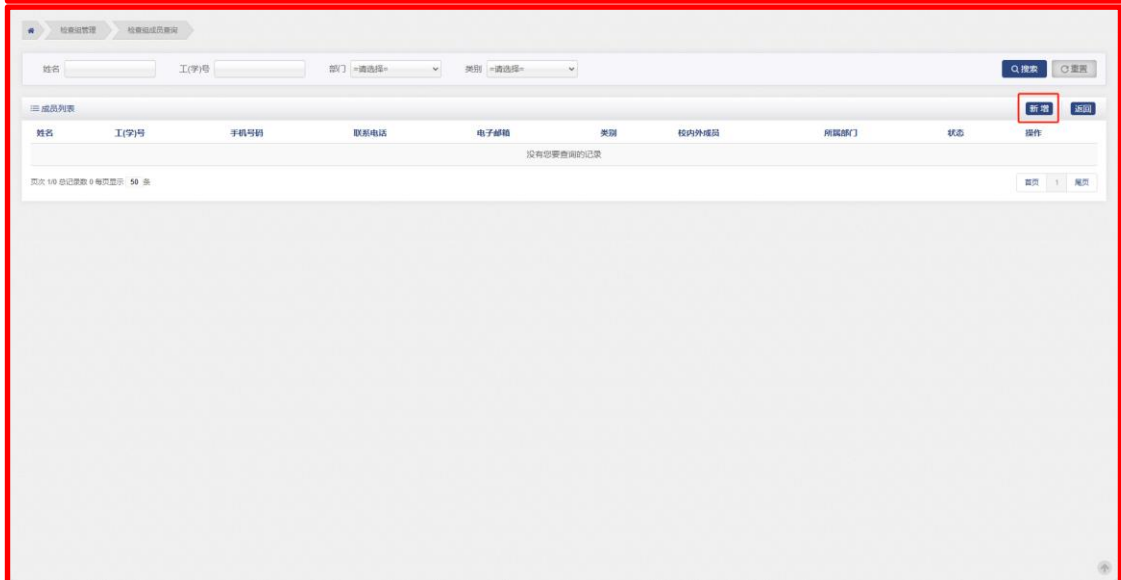 检查组管理 检查组成员查询
姓名 工(学)号 部门 =请选择= 类别 =请选择= 搜索 重置
成员列表 新增 返回
姓名 工(学)号 手机号码 联系电话 电子邮箱 类别 校内外成员 所属部门 状态 操作
没有您要查询的记录
页次 1/0 总记录数 0 每页显示 50 条 首页 1 尾页